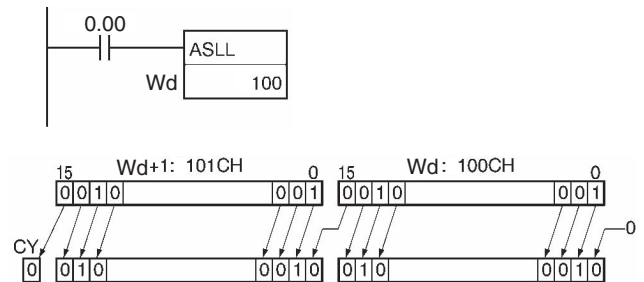 0.00
ASLL
Wd 100
15 Wd+1: 101CH 0 15 Wd: 100CH 0
0 0 1 0 0 0 1 0 0 1 0 0 0 1
0
CY
0 0 1 0 0 0 1 0 0 1 0 0 0 1 0